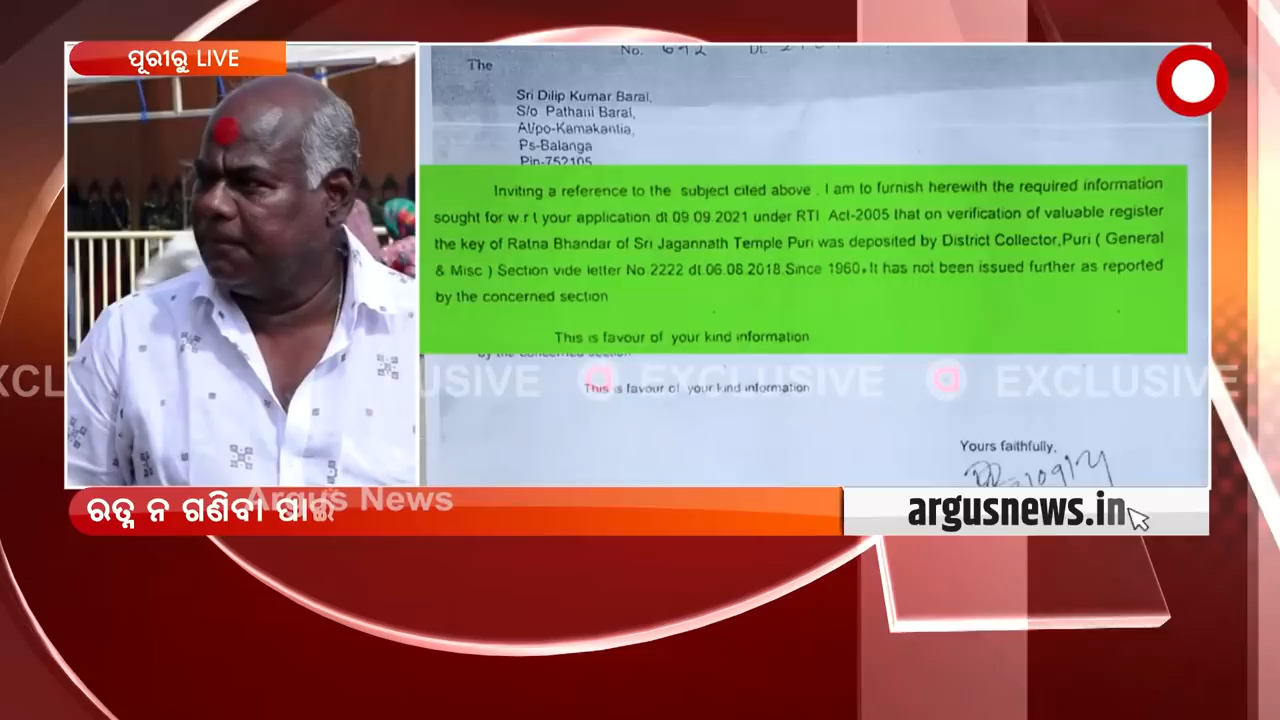 ପୂରୀରୁ LIVE
No. 692
The
Sri Dilip Kumar Baral,
S/o Pathani Baral,
At/po-Kamakantia,
Ps-Balanga
Pin-752105
Inviting a reference to the subject cited above , I am to furnish herewith the required information
sought for w.r t your application dt 09.09.2021 under RTI Act-2005 that on verification of valuable register
the key of Ratna Bhandar of Sri Jagannath Temple Puri was deposited by District Collector,Puri ( General
& Misc ) Section vide letter No.2222 dt.06.08.2018.Since 1960.It has not been issued further as reported
by the concerned section
This is favour of your kind information
by the concerned section
This is favour of your kind information
EXCLUSIVE
EXCLUSIVE
EXCLUSIVE
Yours faithfully,
ରତ୍ନ ନ ଗଣିବା ପାଇଁ
Argus News
argusnews.in